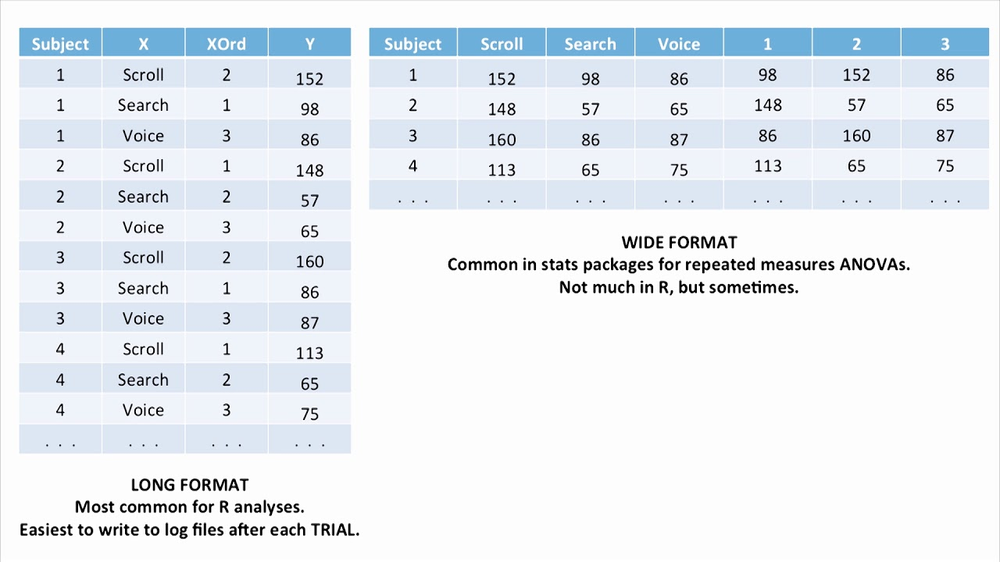 Subject X XOrd Y
1 Scroll 2 152
1 Search 1 98
1 Voice 3 86
2 Scroll 1 148
2 Search 2 57
2 Voice 3 65
3 Scroll 2 160
3 Search 1 86
3 Voice 3 87
4 Scroll 1 113
4 Search 2 65
4 Voice 3 75
. . . . . . . . . . . .
LONG FORMAT
Most common for R analyses.
Easiest to write to log files after each TRIAL.
Subject Scroll Search Voice 1 2 3
1 152 98 86 98 152 86
2 148 57 65 148 57 65
3 160 86 87 86 160 87
4 113 65 75 113 65 75
. . . . . . . . . . . . . . . . . . . . .
WIDE FORMAT
Common in stats packages for repeated measures ANOVAs.
Not much in R, but sometimes.